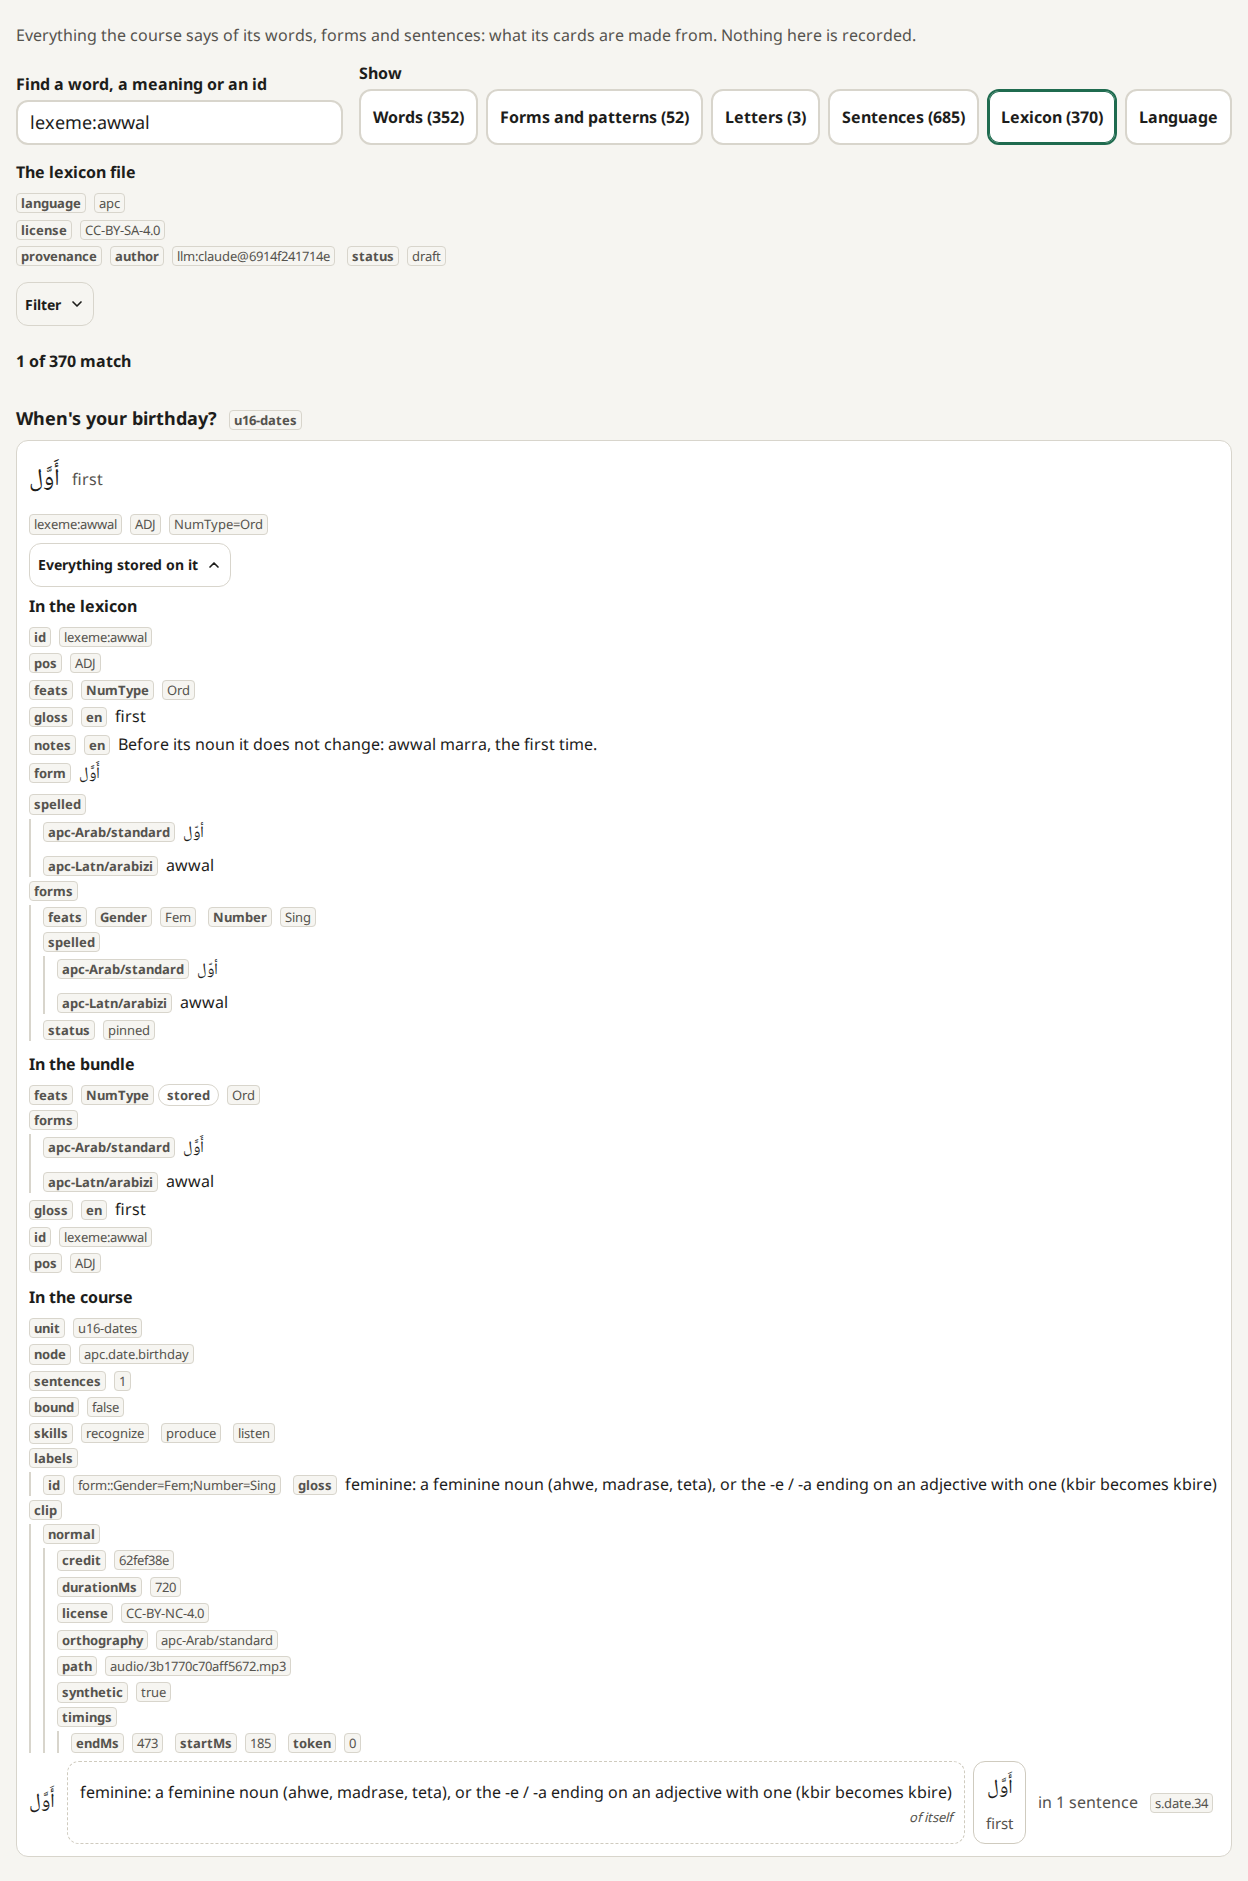 Everything the course says of its words, forms and sentences: what its cards are made from. Nothing here is recorded.
Find a word, a meaning or an id
Show
lexeme:awwal
Words (352) Forms and patterns (52) Letters (3) Sentences (685) Lexicon (370) Language
The lexicon file
language apc
license CC-BY-SA-4.0
provenance author llm:claude@6914f241714e status draft
Filter
1 of 370 match
When's your birthday? u16-dates
أَوَّل first
lexeme:awwal ADJ NumType=Ord
Everything stored on it
In the lexicon
id lexeme:awwal
pos ADJ
feats NumType Ord
gloss en first
notes en Before its noun it does not change: awwal marra, the first time.
form أَوَّل
spelled
apc-Arab/standard أوّل
apc-Latn/arabizi awwal
forms
feats Gender Fem Number Sing
spelled
apc-Arab/standard أوّل
apc-Latn/arabizi awwal
status pinned
In the bundle
feats NumType stored Ord
forms
apc-Arab/standard أَوَّل
apc-Latn/arabizi awwal
gloss en first
id lexeme:awwal
pos ADJ
In the course
unit u16-dates
node apc.date.birthday
sentences 1
bound false
skills recognize produce listen
labels
id form::Gender=Fem;Number=Sing gloss feminine: a feminine noun (ahwe, madrase, teta), or the -e / -a ending on an adjective with one (kbir becomes kbire)
clip
normal
credit 62fef38e
durationMs 720
license CC-BY-NC-4.0
orthography apc-Arab/standard
path audio/3b1770c70aff5672.mp3
synthetic true
timings
endMs 473 startMs 185 token 0
أَوَّل feminine: a feminine noun (ahwe, madrase, teta), or the -e / -a ending on an adjective with one (kbir becomes kbire)
of itself
أَوَّل
first
in 1 sentence s.date.34